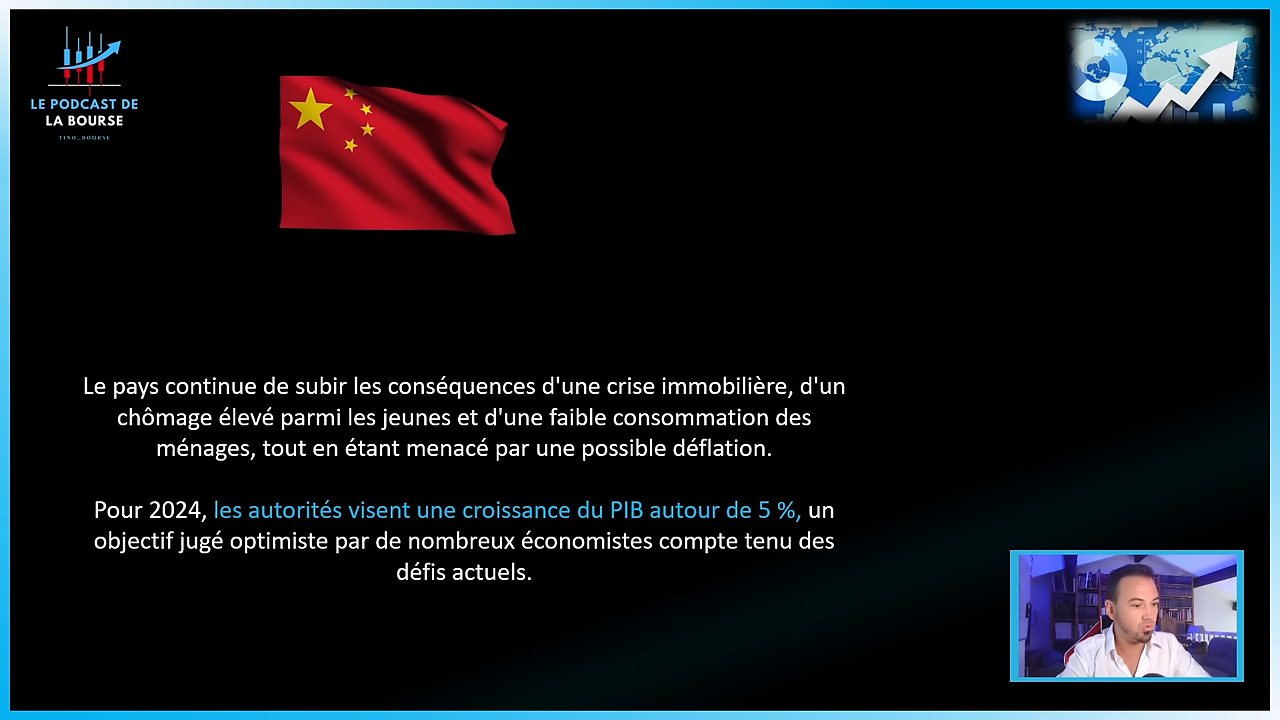 LE PODCAST DE
LA BOURSE
TINO_BOURSE
Le pays continue de subir les conséquences d'une crise immobilière, d'un
chômage élevé parmi les jeunes et d'une faible consommation des
ménages, tout en étant menacé par une possible déflation.
Pour 2024, les autorités visent une croissance du PIB autour de 5 %, un
objectif jugé optimiste par de nombreux économistes compte tenu des
défis actuels.